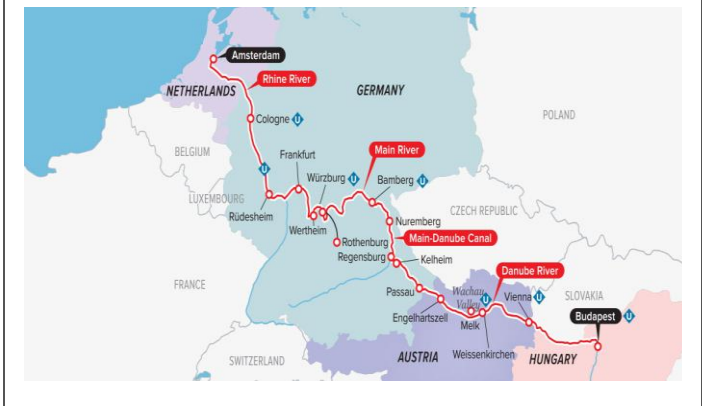 Amsterdam
Rhine River
NETHERLANDS
GERMANY
POLAND
Cologne U
BELGIUM
Main River
Frankfurt
U
Würzburg U
Bamberg U
LUXEMBOURG
Rüdesheim
Wertheim
CZECH REPUBLIC
Nuremberg
Rothenburg
Main-Danube Canal
Regensburg
Kelheim
Danube River
FRANCE
Passau
Wachau
Valley
U
Vienna U
SLOVAKIA
Engelhartszell
Melk
Budapest U
SWITZERLAND
AUSTRIA
Weissenkirchen
HUNGARY